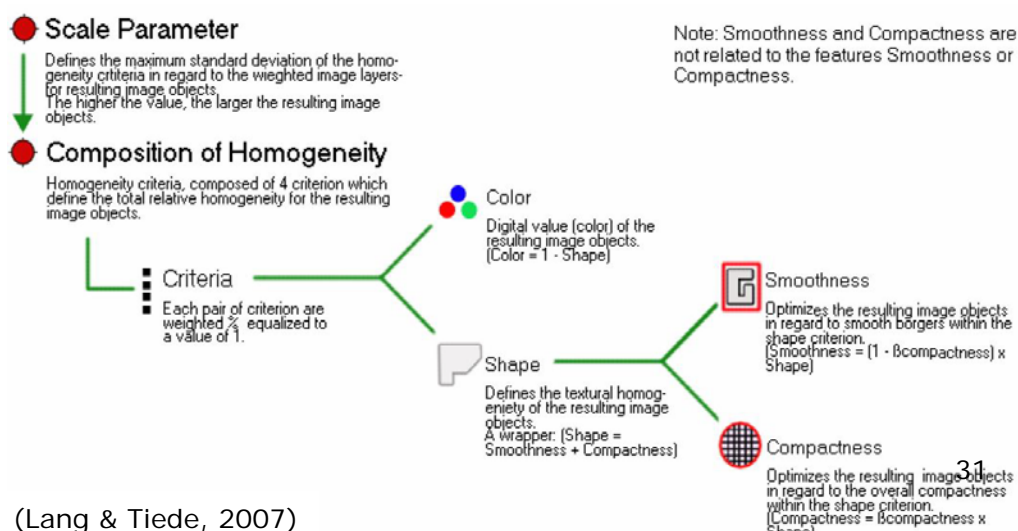 Scale Parameter
Defines the maximum standard deviation of the homo-
geneity critiera in regard to the wieghted image layers-
for resulting image objects.
The higher the value, the larger the resulting image
objects.
Note: Smoothness and Compactness are
not related to the features Smoothness or
Compactness.
Composition of Homogeneity
Homogeneity criteria, composed of 4 criterion which
define the total relative homogeneity for the resulting
image objects.
Color
Digital value (color) of the
resulting image objects.
(Color = 1 - Shape)
Criteria
Each pair of criterion are
weighted % equalized to
a value of 1.
Smoothness
Optimizes the resulting image objects
in regard to smooth borgers within the
shape criterion.
(Smoothness = (1 - ßcompactness) x
Shape)
Shape
Defines the textural homog-
eniety of the resulting image
objects.
A wrapper: (Shape =
Smoothness + Compactness)
Compactness
Optimizes the resulting image objects
in regard to the overall compactness
within the shape criterion.
(Compactness = ßcompactness x
Shape)
31
(Lang & Tiede, 2007)